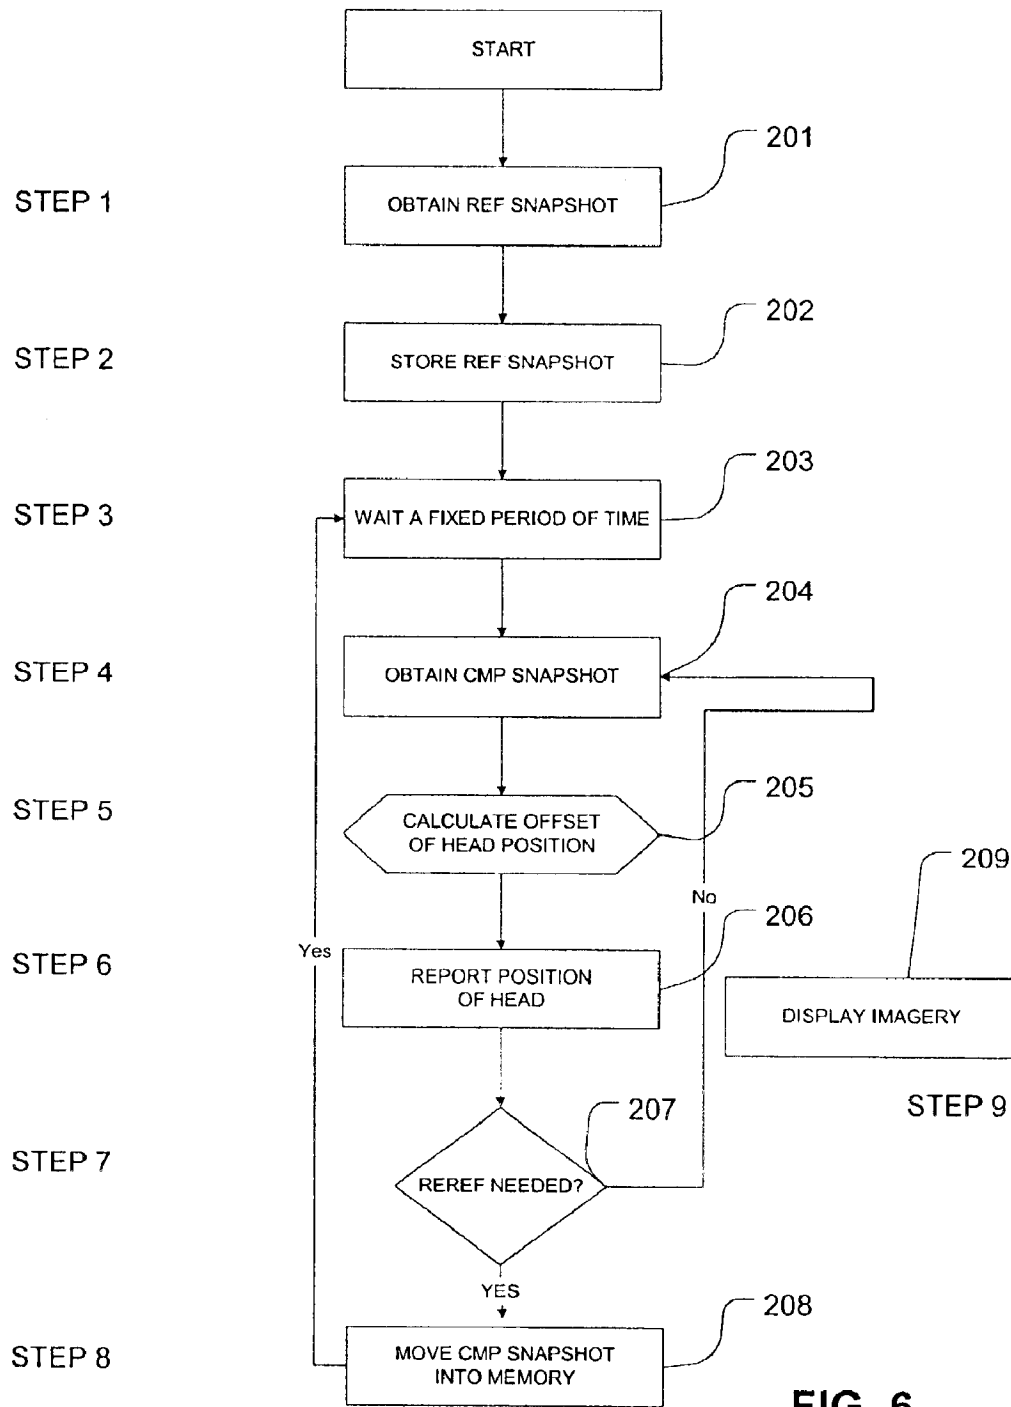 START
201
STEP 1
OBTAIN REF SNAPSHOT
202
STEP 2
STORE REF SNAPSHOT
203
STEP 3
WAIT A FIXED PERIOD OF TIME
204
STEP 4
OBTAIN CMP SNAPSHOT
205
STEP 5
CALCULATE OFFSET
OF HEAD POSITION
209
No
206
Yes
STEP 6
REPORT POSITION
OF HEAD
DISPLAY IMAGERY
STEP 9
207
STEP 7
REREF NEEDED?
YES
208
STEP 8
MOVE CMP SNAPSHOT
INTO MEMORY
FIG. 6